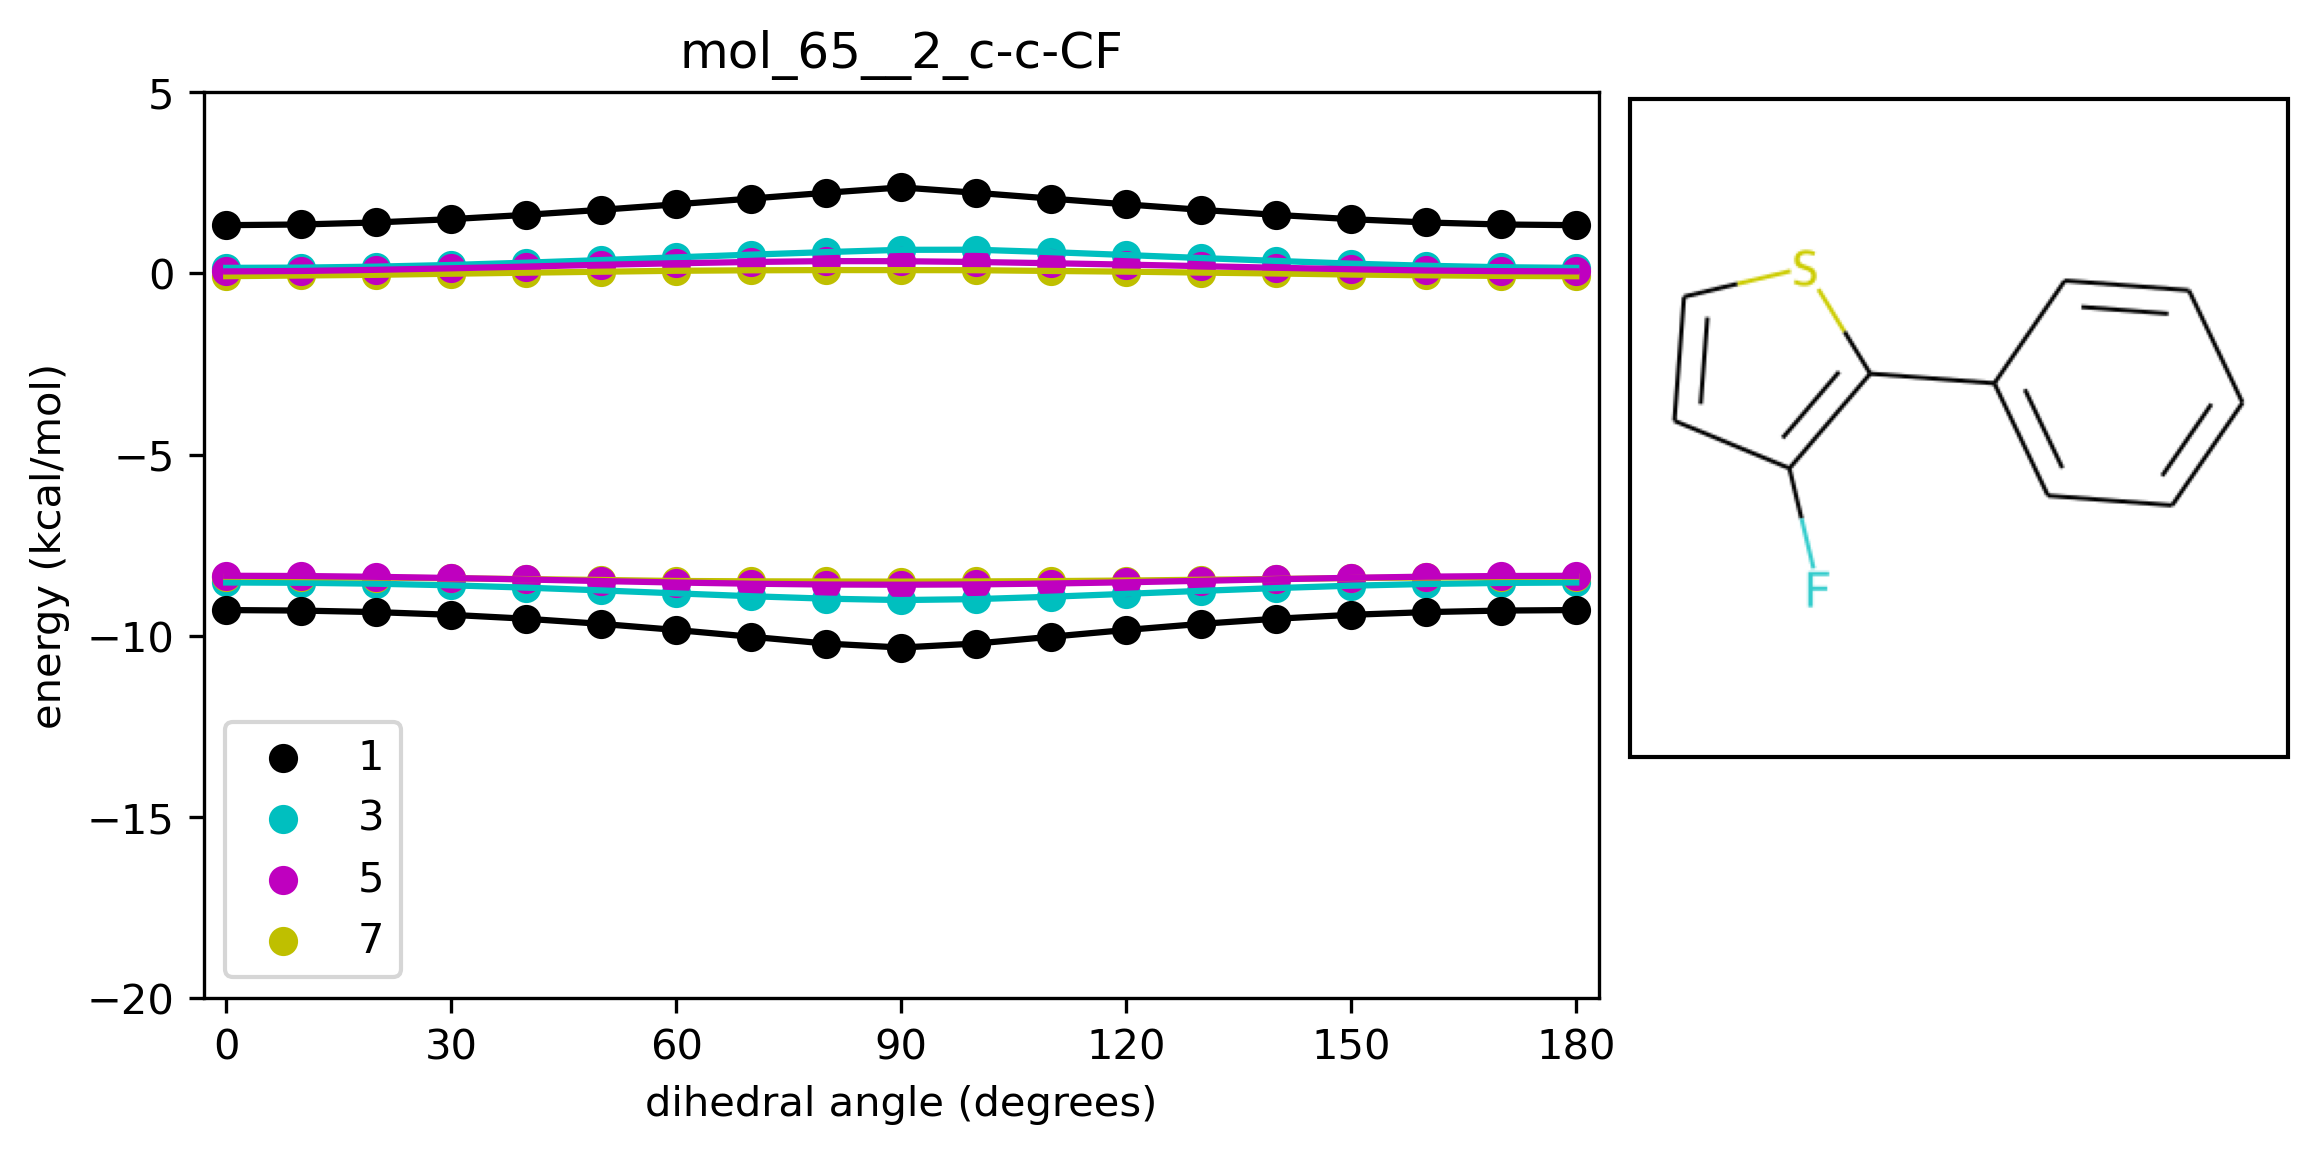 mol_65__2_c-c-CF
energy (kcal/mol)
5
0
−5
−10
−15
−20
1
3
5
7
0 30 60 90 120 150 180
dihedral angle (degrees)
S
F